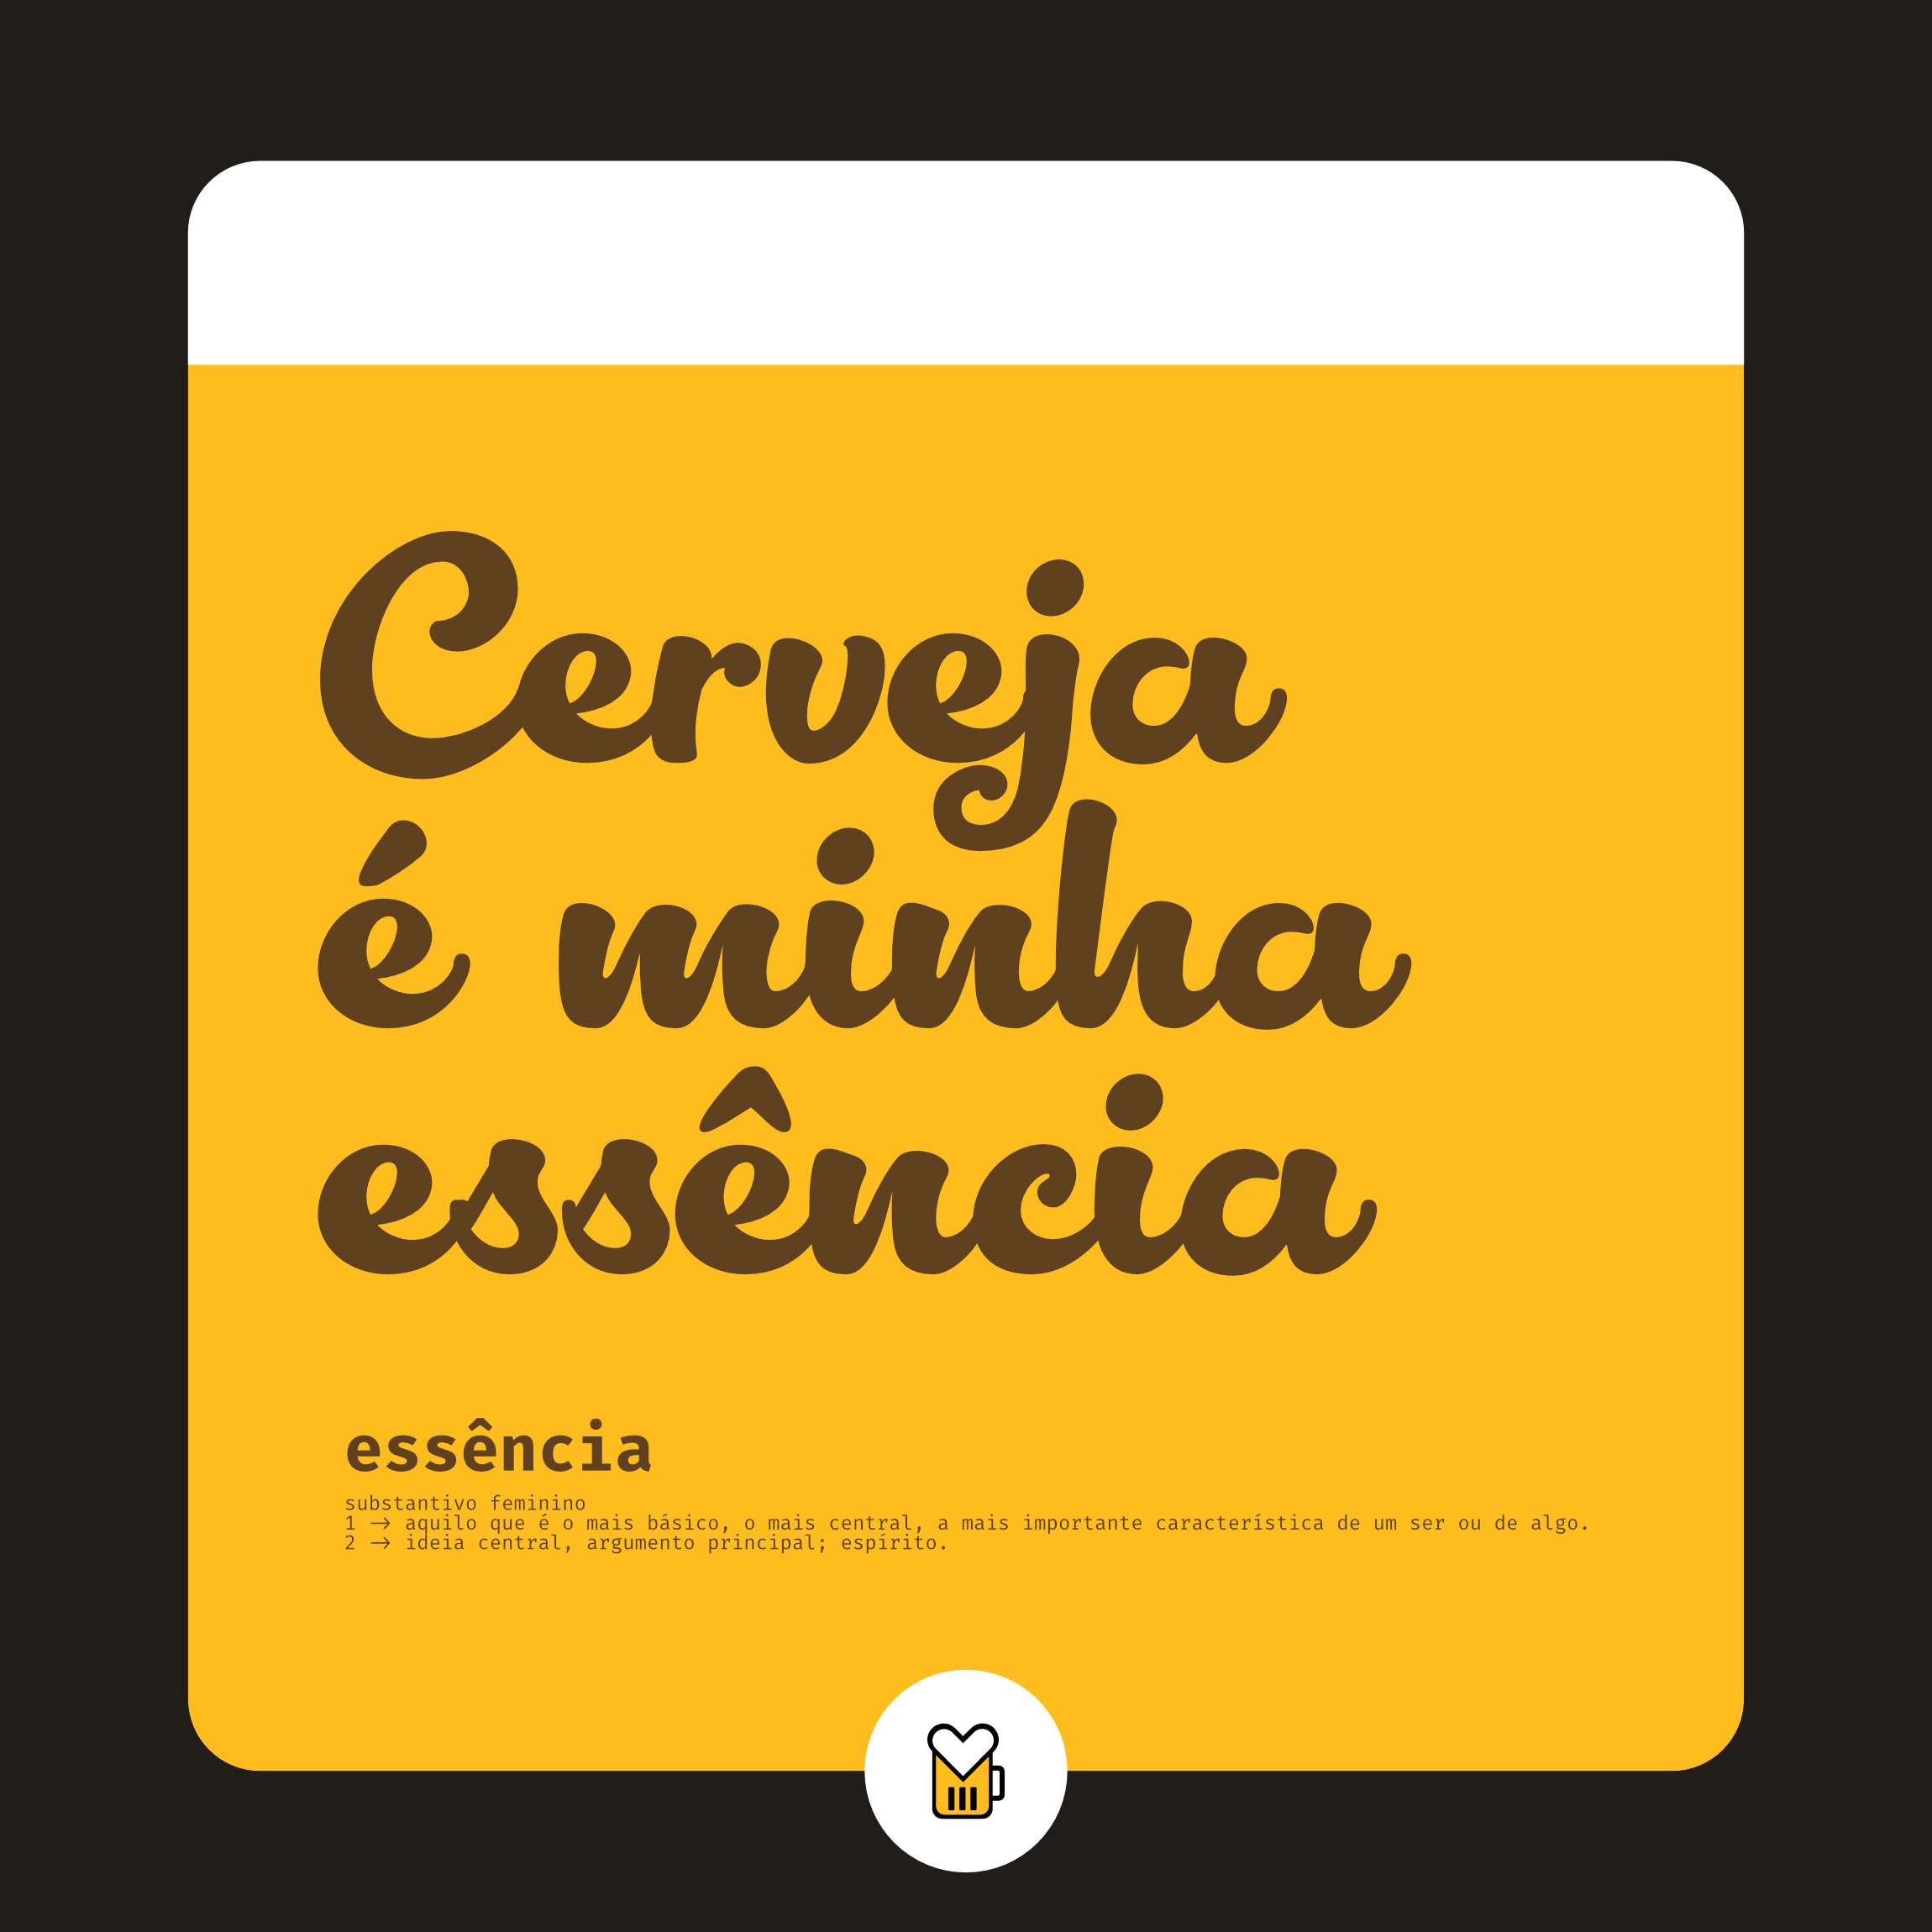 Cerveja
é minha
essência
essência
substantivo feminino
1 → aquilo que é o mais básico, o mais central, a mais importante característica de um ser ou de algo.
2 → ideia central, argumento principal; espírito.